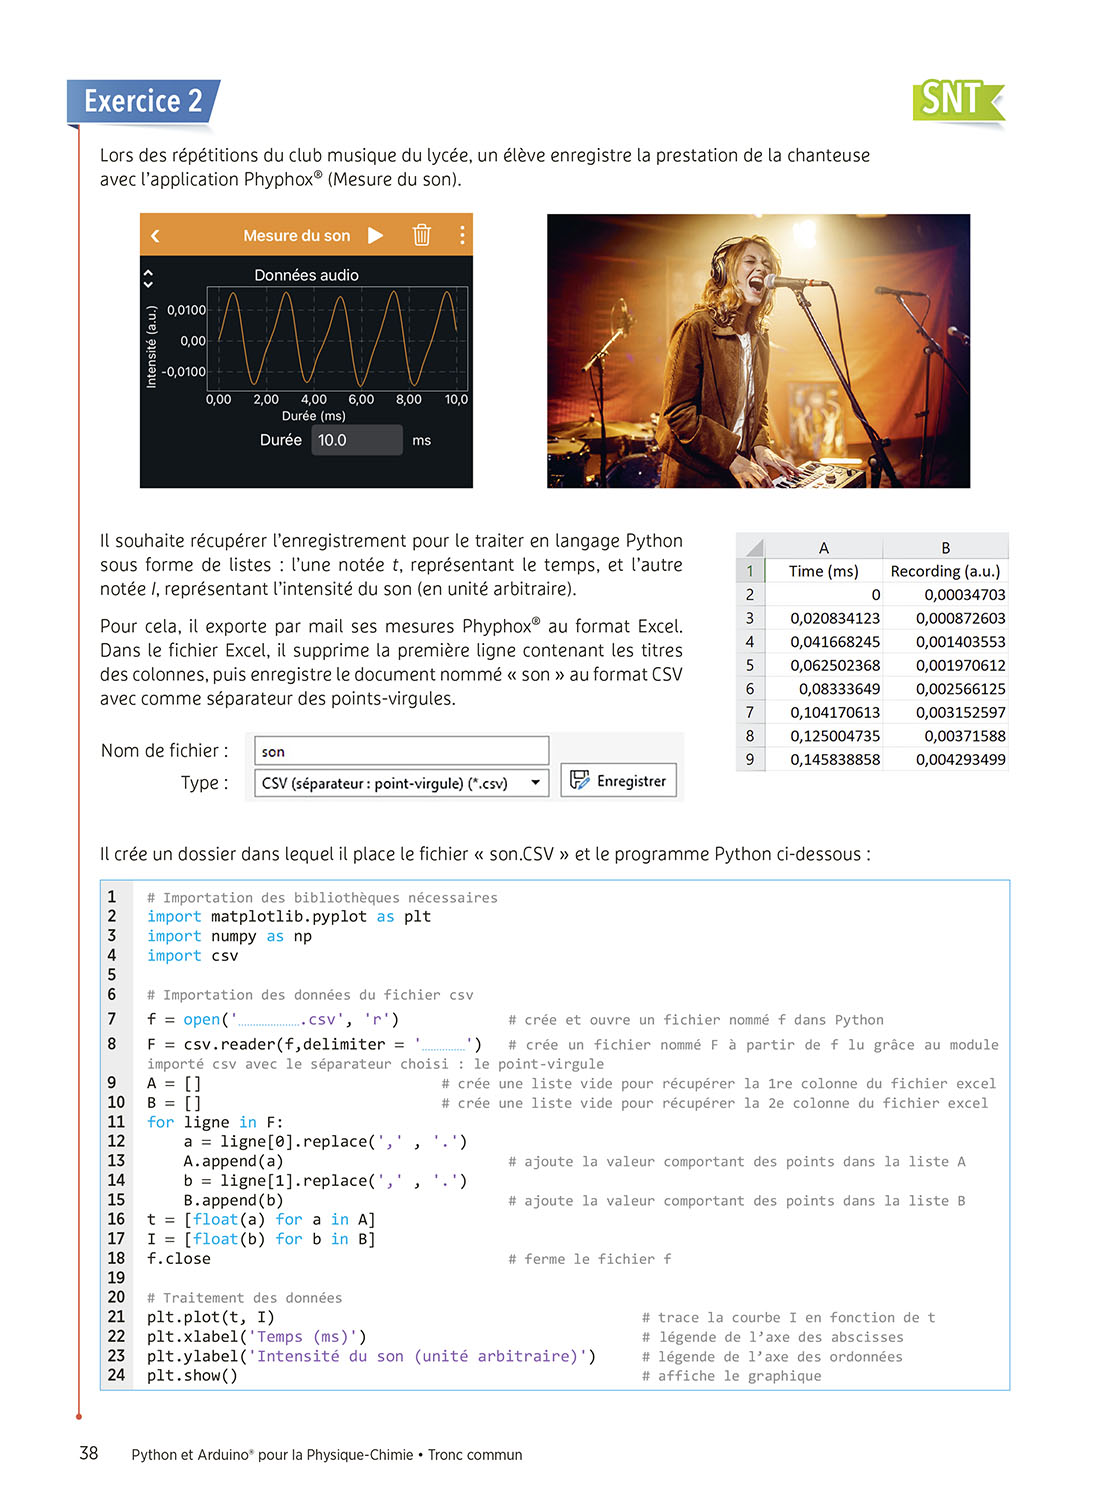 Exercice 2
SNT
Lors des répétitions du club musique du lycée, un élève enregistre la prestation de la chanteuse
avec l'application Phyphox® (Mesure du son).
Mesure du son
Données audio
Intensité (a.u.)
0,0100
0,00
-0,0100
0,00 2,00 4,00 6,00 8,00 10,0
Durée (ms)
Durée 10.0 ms
Il souhaite récupérer l'enregistrement pour le traiter en langage Python
sous forme de listes : l'une notée t, représentant le temps, et l'autre
notée I, représentant l'intensité du son (en unité arbitraire).
Pour cela, il exporte par mail ses mesures Phyphox® au format Excel.
Dans le fichier Excel, il supprime la première ligne contenant les titres
des colonnes, puis enregistre le document nommé « son » au format CSV
avec comme séparateur des points-virgules.
A B
1 Time (ms) Recording (a.u.)
2 0 0,00034703
3 0,020834123 0,000872603
4 0,041668245 0,001403553
5 0,062502368 0,001970612
6 0,08333649 0,002566125
7 0,104170613 0,003152597
8 0,125004735 0,00371588
9 0,145838858 0,004293499
Nom de fichier : son
Type : CSV (séparateur : point-virgule) (*.csv) Enregistrer
Il crée un dossier dans lequel il place le fichier « son.CSV » et le programme Python ci-dessous :
1 # Importation des bibliothèques nécessaires
2 import matplotlib.pyplot as plt
3 import numpy as np
4 import csv
5
6 # Importation des données du fichier csv
7 f = open('...............csv', 'r') # crée et ouvre un fichier nommé f dans Python
8 F = csv.reader(f,delimiter = '..........') # crée un fichier nommé F à partir de f lu grâce au module
importé csv avec le séparateur choisi : le point-virgule
9 A = [] # crée une liste vide pour récupérer la 1re colonne du fichier excel
10 B = [] # crée une liste vide pour récupérer la 2e colonne du fichier excel
11 for ligne in F:
12 a = ligne[0].replace(',' , '.')
13 A.append(a) # ajoute la valeur comportant des points dans la liste A
14 b = ligne[1].replace(',' , '.')
15 B.append(b) # ajoute la valeur comportant des points dans la liste B
16 t = [float(a) for a in A]
17 I = [float(b) for b in B]
18 f.close # ferme le fichier f
19
20 # Traitement des données
21 plt.plot(t, I) # trace la courbe I en fonction de t
22 plt.xlabel('Temps (ms)') # légende de l'axe des abscisses
23 plt.ylabel('Intensité du son (unité arbitraire)') # légende de l'axe des ordonnées
24 plt.show() # affiche le graphique
38 Python et Arduino® pour la Physique-Chimie • Tronc commun